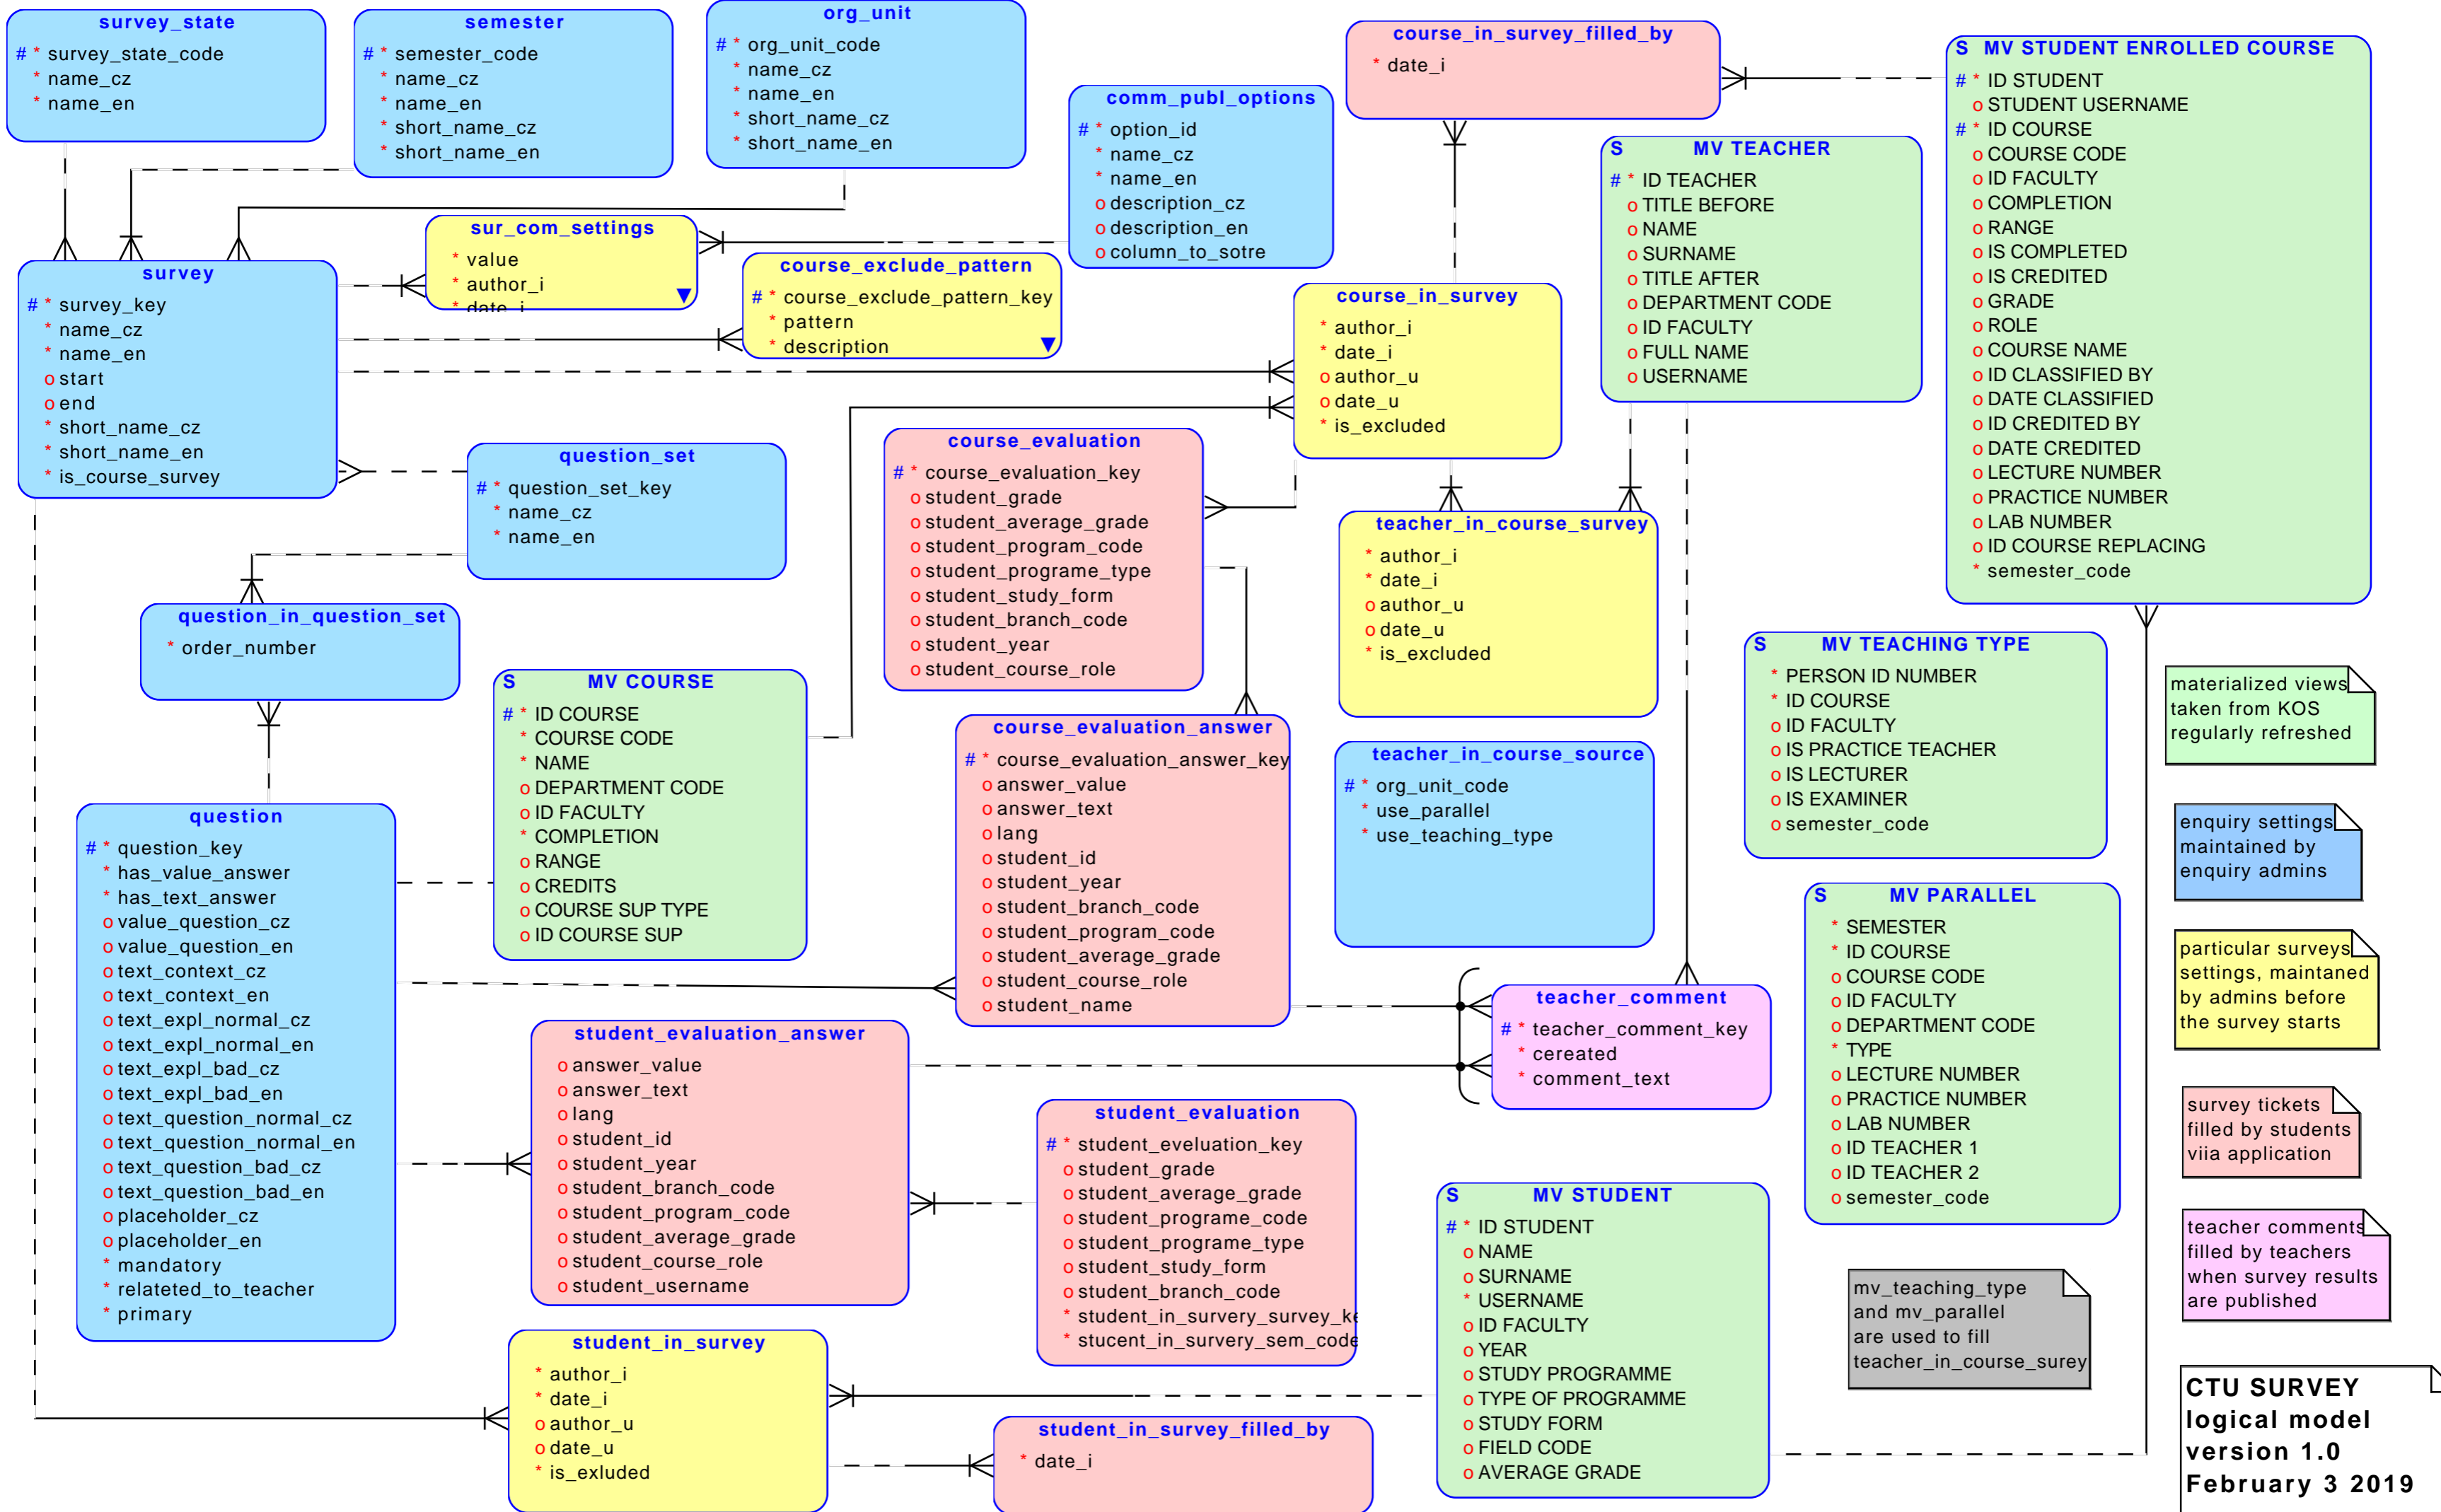 survey_state
# * survey_state_code
* name_cz
* name_en
semester
# * semester_code
* name_cz
* name_en
* short_name_cz
* short_name_en
org_unit
# * org_unit_code
* name_cz
* name_en
* short_name_cz
* short_name_en
comm_publ_options
# * option_id
* name_cz
* name_en
o description_cz
o description_en
o column_to_sotre
course_in_survey_filled_by
* date_i
S MV STUDENT ENROLLED COURSE
# * ID STUDENT
o STUDENT USERNAME
# * ID COURSE
o COURSE CODE
o ID FACULTY
o COMPLETION
o RANGE
o IS COMPLETED
o IS CREDITED
o GRADE
o ROLE
o COURSE NAME
o ID CLASSIFIED BY
o DATE CLASSIFIED
o ID CREDITED BY
o DATE CREDITED
o LECTURE NUMBER
o PRACTICE NUMBER
o LAB NUMBER
o ID COURSE REPLACING
* semester_code
S MV TEACHER
# * ID TEACHER
o TITLE BEFORE
o NAME
o SURNAME
o TITLE AFTER
o DEPARTMENT CODE
o ID FACULTY
o FULL NAME
o USERNAME
sur_com_settings
* value
* author_i
* date_i
course_exclude_pattern
# * course_exclude_pattern_key
* pattern
* description
survey
# * survey_key
* name_cz
* name_en
o start
o end
* short_name_cz
* short_name_en
* is_course_survey
course_in_survey
* author_i
* date_i
o author_u
o date_u
* is_excluded
question_set
# * question_set_key
* name_cz
* name_en
course_evaluation
# * course_evaluation_key
o student_grade
o student_average_grade
o student_program_code
o student_programe_type
o student_study_form
o student_branch_code
o student_year
o student_course_role
teacher_in_course_survey
* author_i
* date_i
o author_u
o date_u
* is_excluded
question_in_question_set
* order_number
S MV COURSE
# * ID COURSE
* COURSE CODE
* NAME
o DEPARTMENT CODE
o ID FACULTY
* COMPLETION
o RANGE
o CREDITS
o COURSE SUP TYPE
o ID COURSE SUP
S MV TEACHING TYPE
* PERSON ID NUMBER
* ID COURSE
o ID FACULTY
o IS PRACTICE TEACHER
o IS LECTURER
o IS EXAMINER
o semester_code
materialized views
taken from KOS
regularly refreshed
course_evaluation_answer
# * course_evaluation_answer_key
o answer_value
o answer_text
o lang
o student_id
o student_year
o student_branch_code
o student_program_code
o student_average_grade
o student_course_role
o student_name
teacher_in_course_source
# * org_unit_code
* use_parallel
* use_teaching_type
question
# * question_key
* has_value_answer
* has_text_answer
o value_question_cz
o value_question_en
o text_context_cz
o text_context_en
o text_expl_normal_cz
o text_expl_normal_en
o text_expl_bad_cz
o text_expl_bad_en
o text_question_normal_cz
o text_question_normal_en
o text_question_bad_cz
o text_question_bad_en
o placeholder_cz
o placeholder_en
* mandatory
* relateted_to_teacher
* primary
enquiry settings
maintained by
enquiry admins
S MV PARALLEL
* SEMESTER
* ID COURSE
o COURSE CODE
o ID FACULTY
o DEPARTMENT CODE
* TYPE
o LECTURE NUMBER
o PRACTICE NUMBER
o LAB NUMBER
o ID TEACHER 1
o ID TEACHER 2
o semester_code
particular surveys
settings, maintaned
by admins before
the survey starts
teacher_comment
# * teacher_comment_key
* cereated
* comment_text
student_evaluation_answer
o answer_value
o answer_text
o lang
o student_id
o student_year
o student_branch_code
o student_program_code
o student_average_grade
o student_course_role
o student_username
student_evaluation
# * student_eveluation_key
o student_grade
o student_average_grade
o student_programe_code
o student_programe_type
o student_study_form
o student_branch_code
* student_in_survery_survey_ke
* stucent_in_survery_sem_code
survey tickets
filled by students
viia application
S MV STUDENT
# * ID STUDENT
o NAME
o SURNAME
* USERNAME
o ID FACULTY
o YEAR
o STUDY PROGRAMME
o TYPE OF PROGRAMME
o STUDY FORM
o FIELD CODE
o AVERAGE GRADE
teacher comments
filled by teachers
when survey results
are published
mv_teaching_type
and mv_parallel
are used to fill
teacher_in_course_surey
student_in_survey
* author_i
* date_i
o author_u
o date_u
* is_exluded
student_in_survey_filled_by
* date_i
CTU SURVEY
logical model
version 1.0
February 3 2019